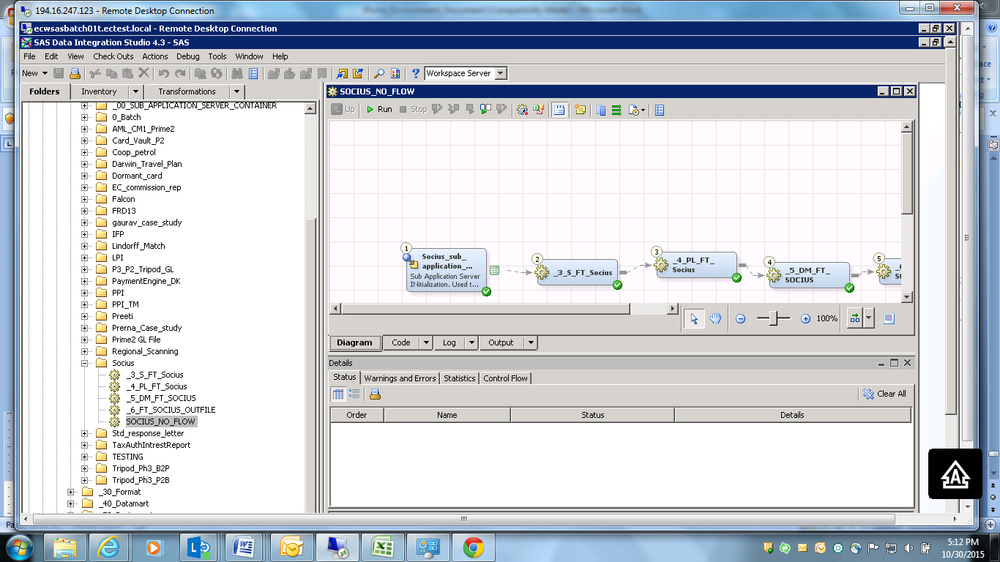 194.16.247.123 - Remote Desktop Connection
ecwsasbatch01t.ectest.local - Remote Desktop Connection
SAS Data Integration Studio 4.3 - SAS
File Edit View Check Outs Actions Debug Tools Window Help
New
Workspace Server
Folders Inventory Transformations
_00_SUB_APPLICATION_SERVER_CONTAINER
0_Batch
AML_CM1_Prime2
Card_Vault_P2
Coop_petrol
Darwin_Travel_Plan
Dormant_card
EC_commission_rep
Falcon
FRD13
gaurav_case_study
IFP
Lindorff_Match
LPI
P3_P2_Tripod_GL
PaymentEngine_DK
PPI
PPI_TM
Preeti
Prerna_Case_study
Prime2 GL File
Regional_Scanning
Socius
_3_S_FT_Socius
_4_PL_FT_Socius
_5_DM_FT_SOCIUS
_6_FT_SOCIUS_OUTFILE
SOCIUS_NO_FLOW
Std_response_letter
TaxAuthIntrestReport
TESTING
Tripod_Ph3_B2P
Tripod_Ph3_P2B
_30_Format
_40_Datamart
SOCIUS_NO_FLOW
Up Run Stop
1
Socius_sub_
application_...
Sub Application Server
INitialization. Used t...
2
_3_S_FT_Socius
3
_4_PL_FT_
Socius
4
_5_DM_FT_
SOCIUS
5
100%
Diagram Code Log Output
Details
Status Warnings and Errors Statistics Control Flow
Clear All
Order Name Status Details
A
5:12 PM
10/30/2015